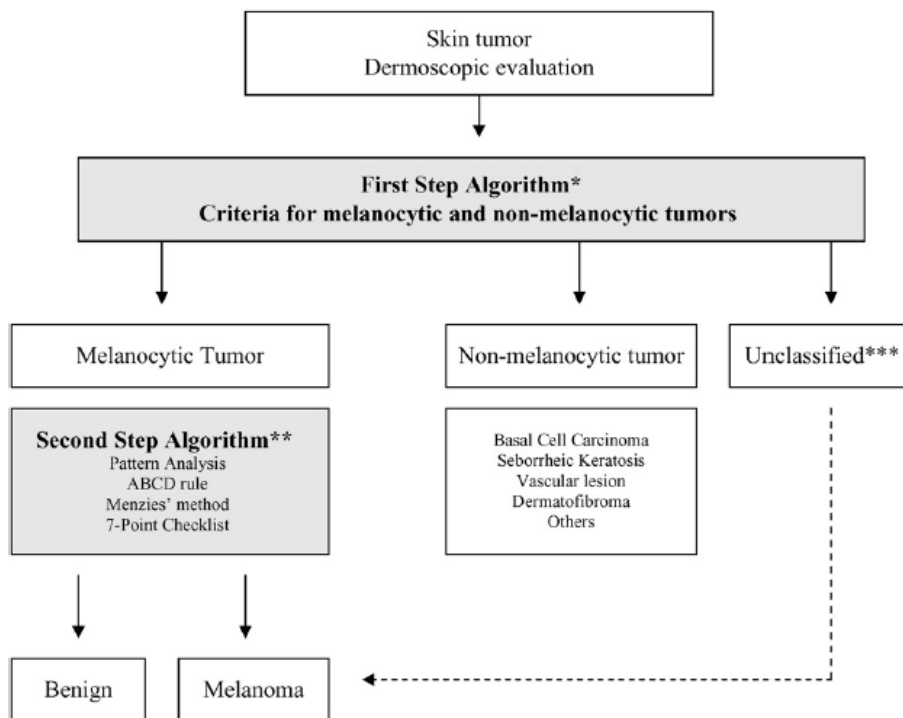 Skin tumor
Dermoscopic evaluation
First Step Algorithm*
Criteria for melanocytic and non-melanocytic tumors
Melanocytic Tumor
Non-melanocytic tumor
Unclassified***
Second Step Algorithm**
Pattern Analysis
ABCD rule
Menzies' method
7-Point Checklist
Basal Cell Carcinoma
Seborrheic Keratosis
Vascular lesion
Dermatofibroma
Others
Benign
Melanoma